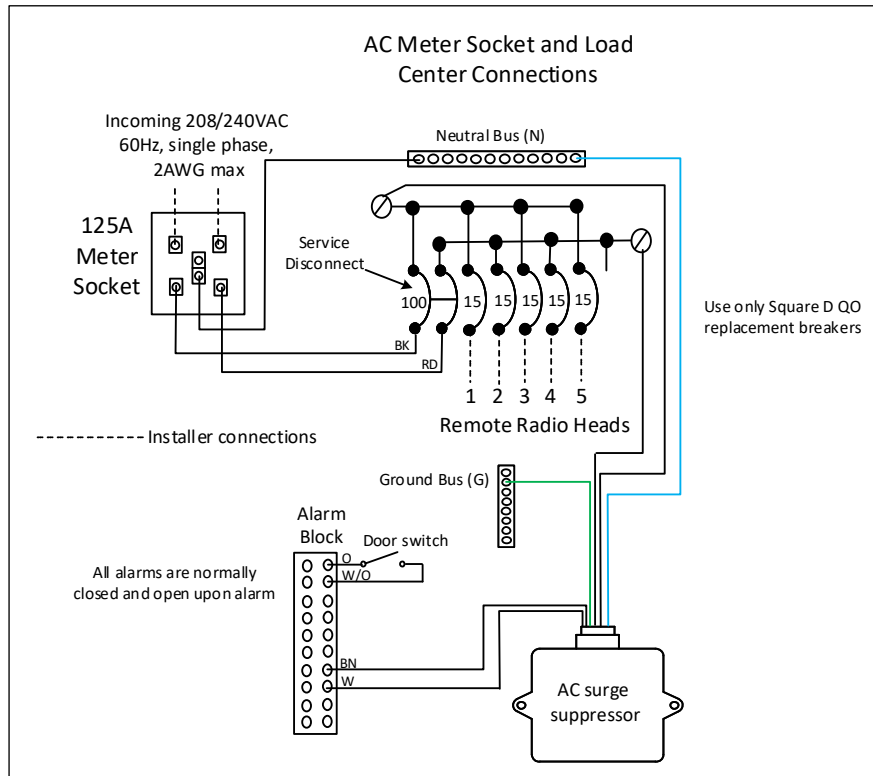 AC Meter Socket and Load
Center Connections
Incoming 208/240VAC
60Hz, single phase,
2AWG max
Neutral Bus (N)
125A
Meter
Socket
Service
Disconnect
100
15
15
15
15
15
Use only Square D QO
replacement breakers
BK
RD
1
2
3
4
5
Remote Radio Heads
Installer connections
Ground Bus (G)
Alarm
Block
Door switch
O
W/O
All alarms are normally
closed and open upon alarm
BN
W
AC surge
suppressor